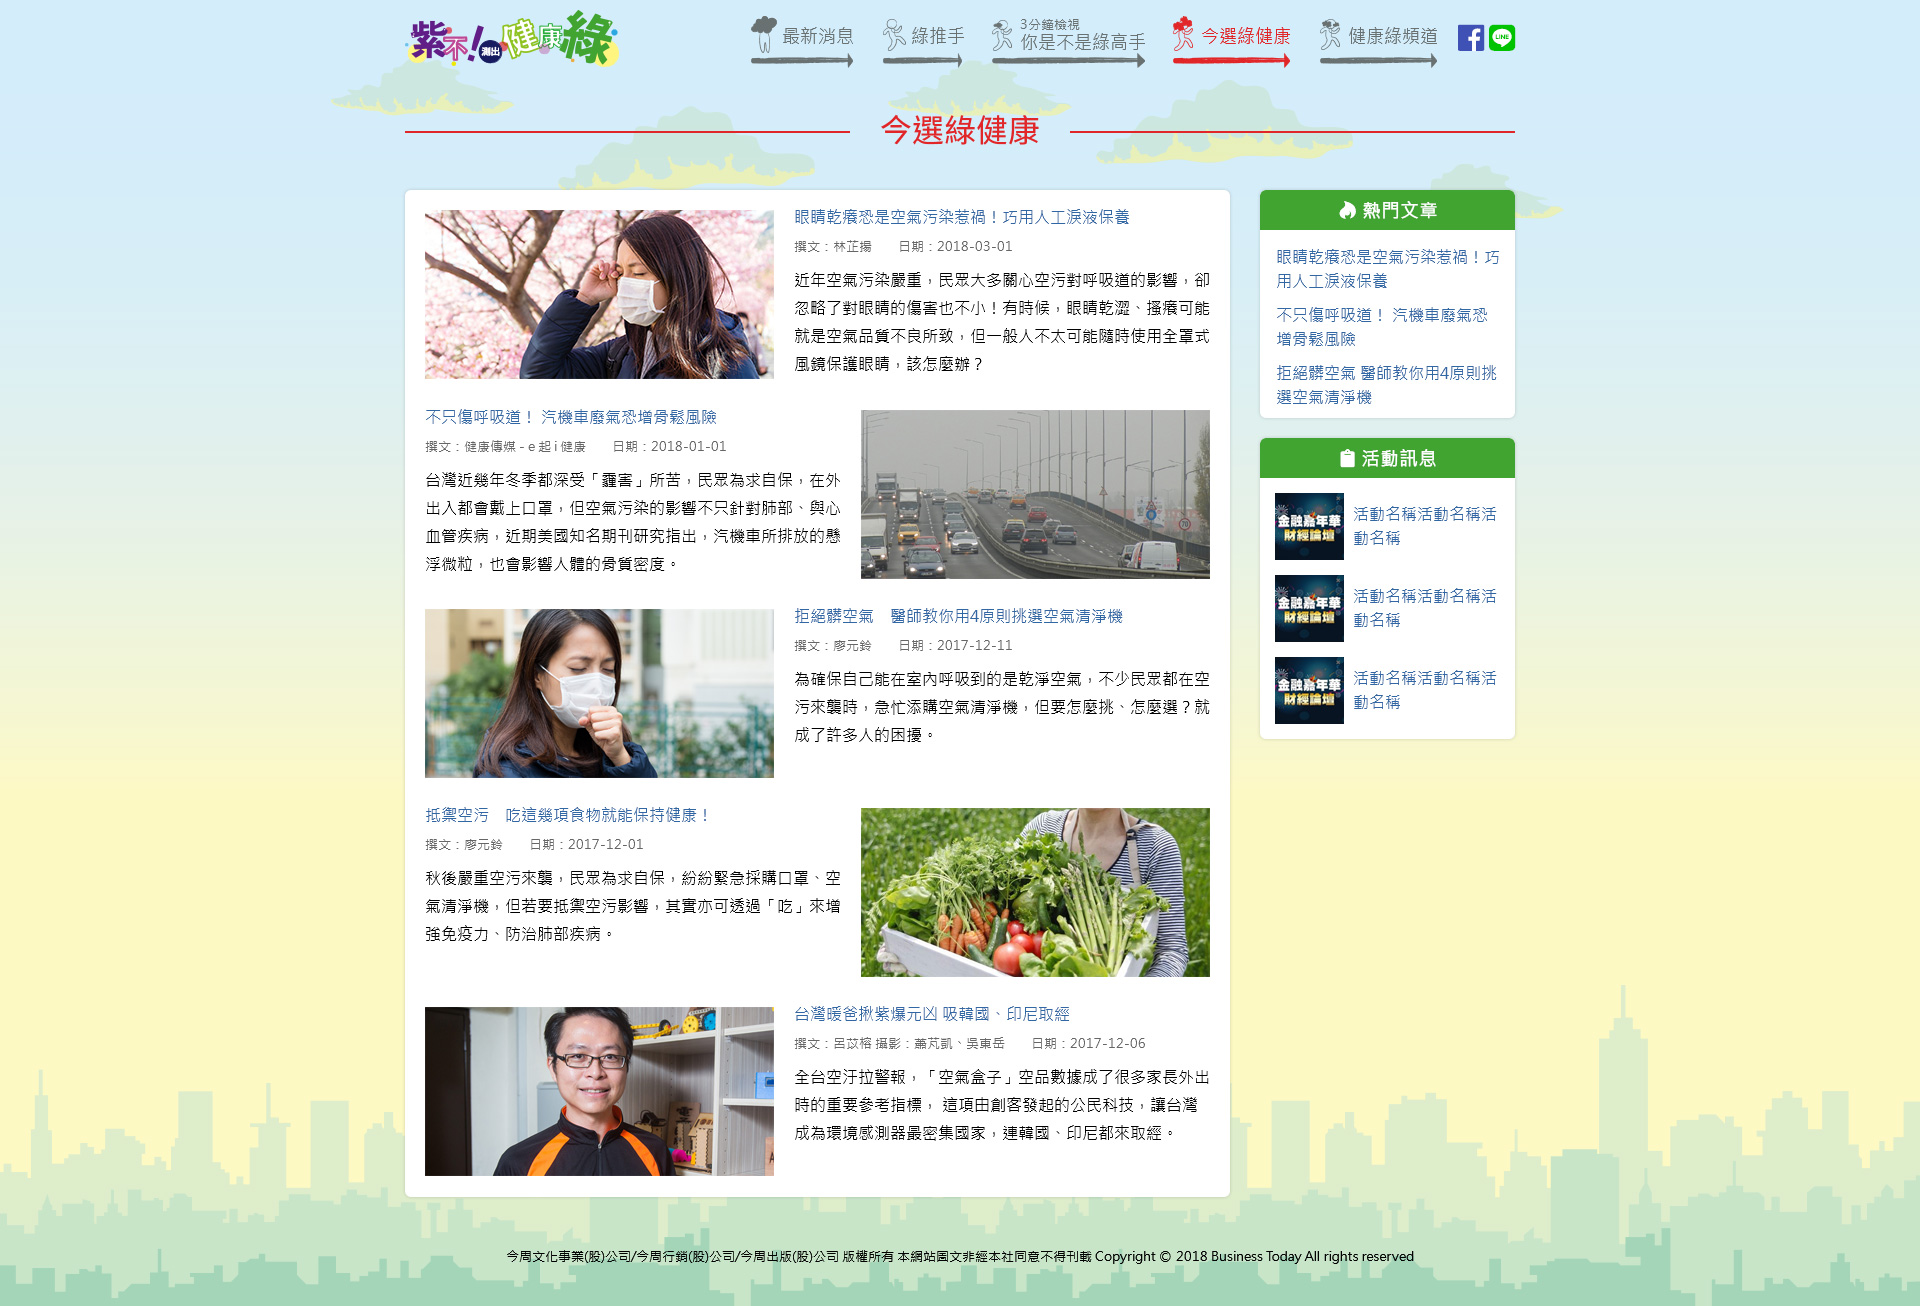 紫不！測出健康綠
最新消息
綠推手
3分鐘檢視
你是不是綠高手
今選綠健康
健康綠頻道
LINE
今選綠健康
眼睛乾癢恐是空氣污染惹禍！巧用人工淚液保養
撰文：林芷揚　　日期：2018-03-01
近年空氣污染嚴重，民眾大多關心空污對呼吸道的影響，卻
忽略了對眼睛的傷害也不小！有時候，眼睛乾澀、搔癢可能
就是空氣品質不良所致，但一般人不太可能隨時使用全罩式
風鏡保護眼睛，該怎麼辦？
不只傷呼吸道！ 汽機車廢氣恐增骨鬆風險
撰文：健康傳媒 - e 起 i 健康　　日期：2018-01-01
台灣近幾年冬季都深受「霾害」所苦，民眾為求自保，在外
出入都會戴上口罩，但空氣污染的影響不只針對肺部、與心
血管疾病，近期美國知名期刊研究指出，汽機車所排放的懸
浮微粒，也會影響人體的骨質密度。
70
拒絕髒空氣　醫師教你用4原則挑選空氣清淨機
撰文：廖元鈴　　日期：2017-12-11
為確保自己能在室內呼吸到的是乾淨空氣，不少民眾都在空
污來襲時，急忙添購空氣清淨機，但要怎麼挑、怎麼選？就
成了許多人的困擾。
抵禦空污　吃這幾項食物就能保持健康！
撰文：廖元鈴　　日期：2017-12-01
秋後嚴重空污來襲，民眾為求自保，紛紛緊急採購口罩、空
氣清淨機，但若要抵禦空污影響，其實亦可透過「吃」來增
強免疫力、防治肺部疾病。
台灣暖爸揪紫爆元凶 吸韓國、印尼取經
撰文：呂苡榕 攝影：蕭芃凱、吳東岳　　日期：2017-12-06
全台空汙拉警報，「空氣盒子」空品數據成了很多家長外出
時的重要參考指標， 這項由創客發起的公民科技，讓台灣
成為環境感測器最密集國家，連韓國、印尼都來取經。
熱門文章
眼睛乾癢恐是空氣污染惹禍！巧
用人工淚液保養
不只傷呼吸道！ 汽機車廢氣恐
增骨鬆風險
拒絕髒空氣 醫師教你用4原則挑
選空氣清淨機
活動訊息
金融嘉年華
財經論壇
活動名稱活動名稱活
動名稱
金融嘉年華
財經論壇
活動名稱活動名稱活
動名稱
金融嘉年華
財經論壇
活動名稱活動名稱活
動名稱
今周文化事業(股)公司/今周行銷(股)公司/今周出版(股)公司 版權所有 本網站圖文非經本社同意不得刊載 Copyright © 2018 Business Today All rights reserved